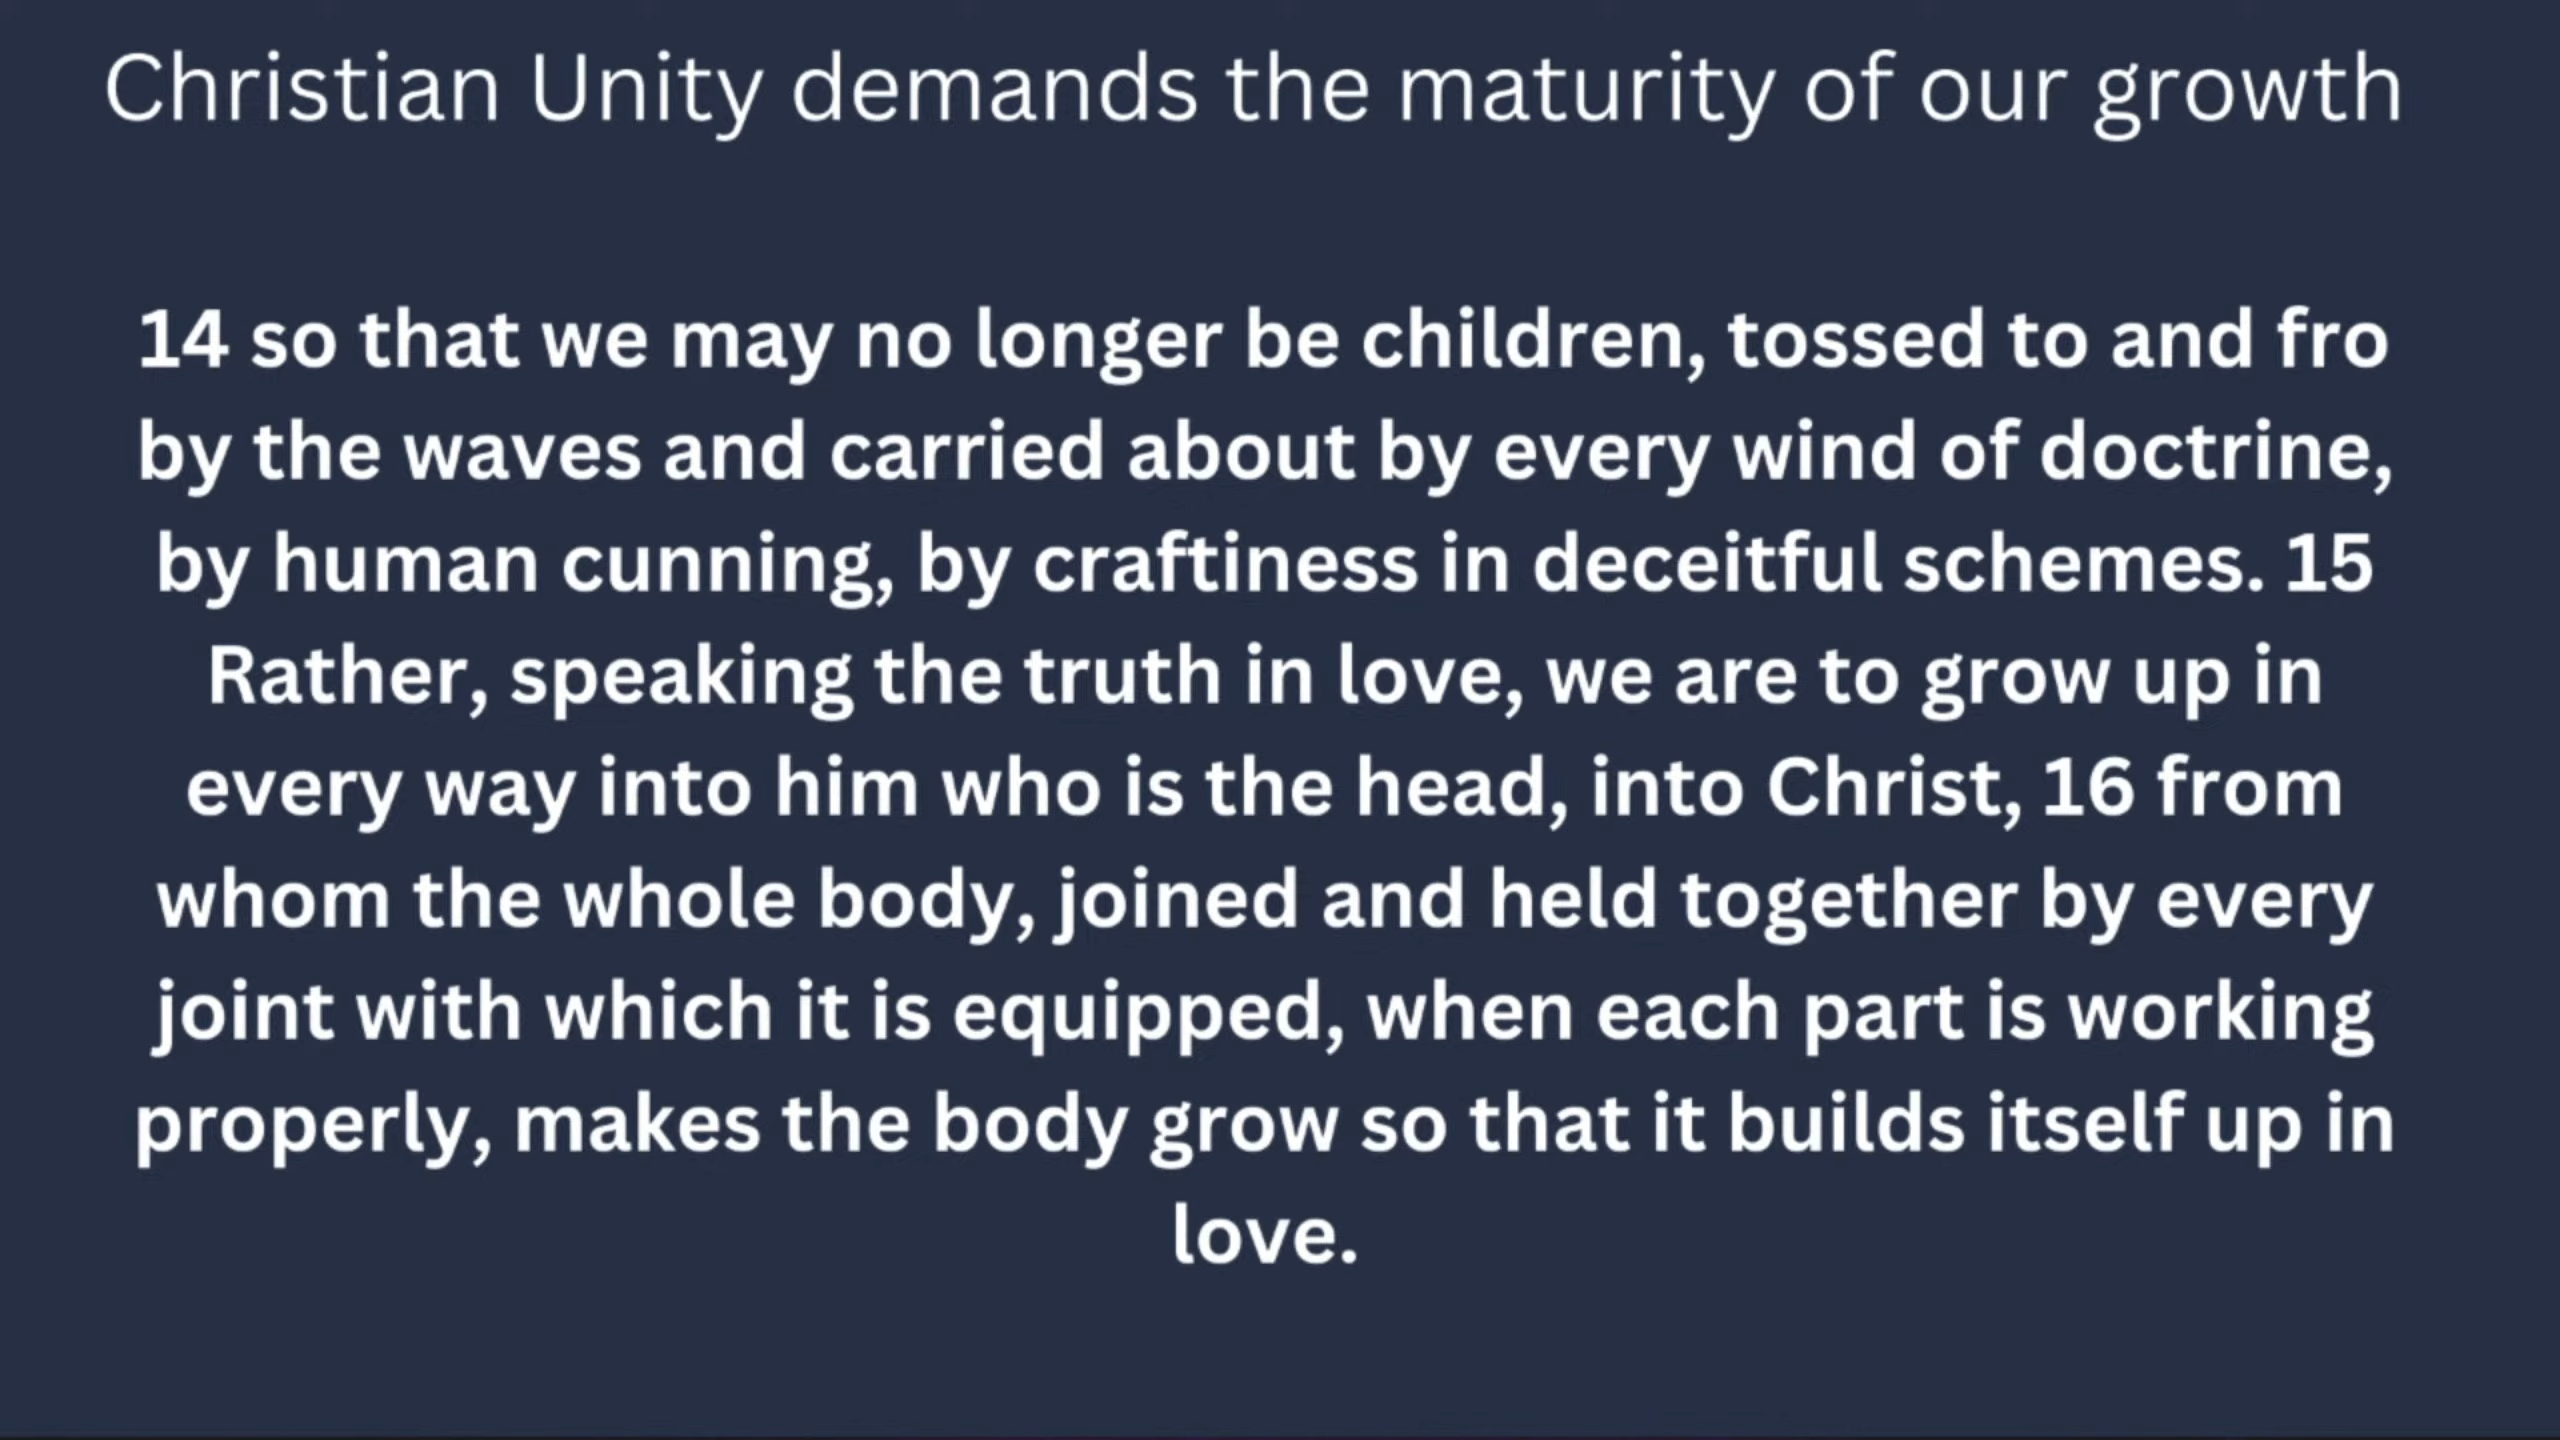 Christian Unity demands the maturity of our growth
14 so that we may no longer be children, tossed to and fro
by the waves and carried about by every wind of doctrine,
by human cunning, by craftiness in deceitful schemes. 15
Rather, speaking the truth in love, we are to grow up in
every way into him who is the head, into Christ, 16 from
whom the whole body, joined and held together by every
joint with which it is equipped, when each part is working
properly, makes the body grow so that it builds itself up in
love.